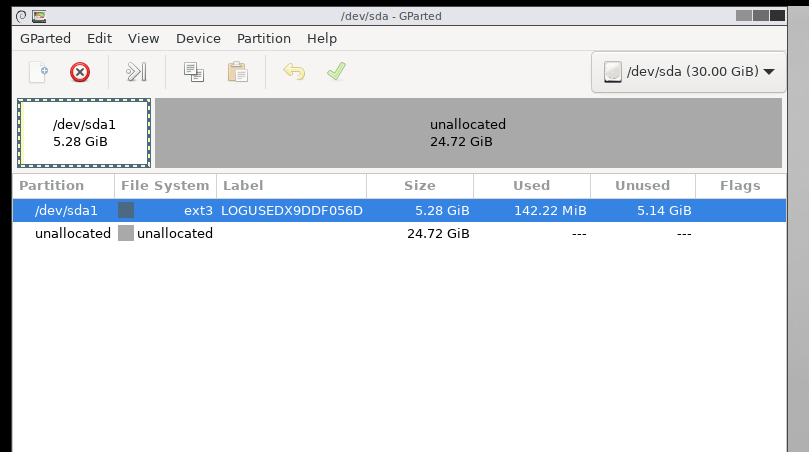 /dev/sda - GParted
GParted Edit View Device Partition Help
/dev/sda (30.00 GiB)
/dev/sda1
5.28 GiB
unallocated
24.72 GiB
Partition File System Label Size Used Unused Flags
/dev/sda1 ext3 LOGUSEDX9DDF056D 5.28 GiB 142.22 MiB 5.14 GiB
unallocated unallocated 24.72 GiB --- ---